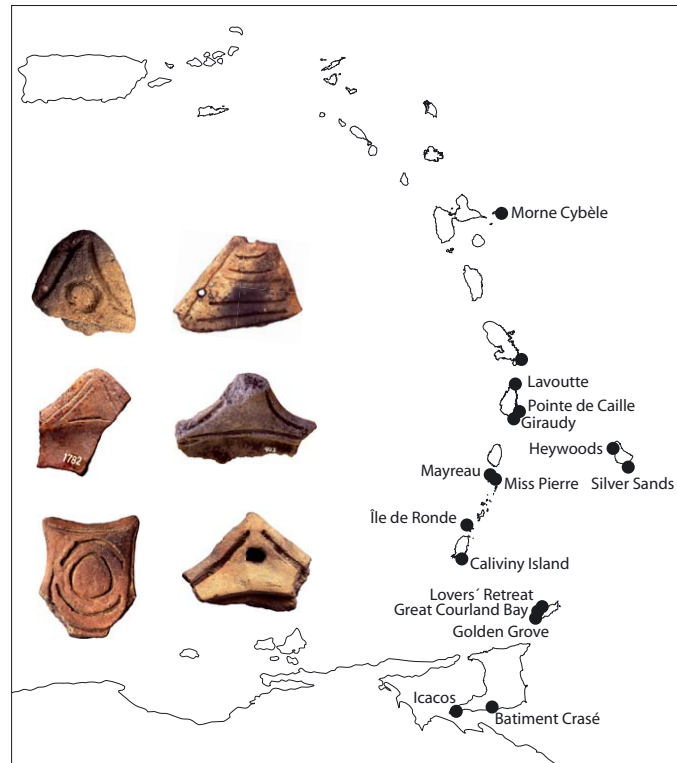 Morne Cybèle
Lavoutte
Pointe de Caille
Giraudy
Heywoods
Silver Sands
Mayreau
Miss Pierre
Île de Ronde
Caliviny Island
Lovers´ Retreat
Great Courland Bay
Golden Grove
Icacos
Batiment Crasé
1782